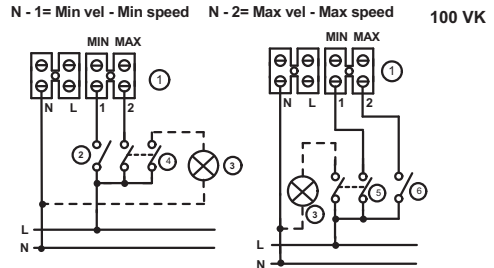 N - 1= Min vel - Min speed N - 2= Max vel - Max speed 100 VK
MIN MAX
1
N L 1 2
2
4
3
L
N
MIN MAX
1
N L 1 2
3
5
6
L
N